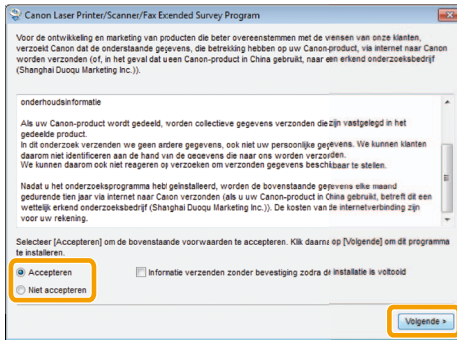 Canon Laser Printer/Scanner/Fax Exended Survey Program
Voor de ontwikkeling en marketing van producten die beter overeenstemmen met de wensen van onze klanten,
verzoekt Canon dat de onderstaande gegevens, die betrekking hebben op uw Canon-product, via internet naar Canon
worden verzonden (of, in het geval dat ueen Canon-product in China gebruikt, naar een erkend onderzoeksbedrijf
(Shanghai Duoqu Marketing Inc.)).
onderhoudsinformatie
Als uw Canon-product wordt gedeeld, worden collectieve gegevens verzonden die zijn vastgelegd in het
gedeelde product.
In dit onderzoek verzenden we geen andere gegevens, ook niet uw persoonlijke gegevens. We kunnen klanten
daarom niet identificeren aan de hand van de gegevens die naar ons worden verzonden.
We kunnen daarom ook niet reageren op verzoeken om verzonden gegevens beschikbaar te stellen.
Nadat u het onderzoeksprogramma hebt geïnstalleerd, worden de bovenstaande gegevens elke maand
gedurende tien jaar via internet naar Canon verzonden (als u uw Canon-product in China gebruikt, betreft dit een
wettelijk erkend onderzoeksbedrijf (Shanghai Duoqu Marketing Inc.)). De kosten van de internetverbinding zijn
voor uw rekening.
Selecteer [Accepteren] om de bovenstaande voorwaarden te accepteren. Klik daarna op [Volgende] om dit programma
te installeren.
Accepteren
Informatie verzenden zonder bevestiging zodra de installatie is voltooid
Niet accepteren
Volgende >